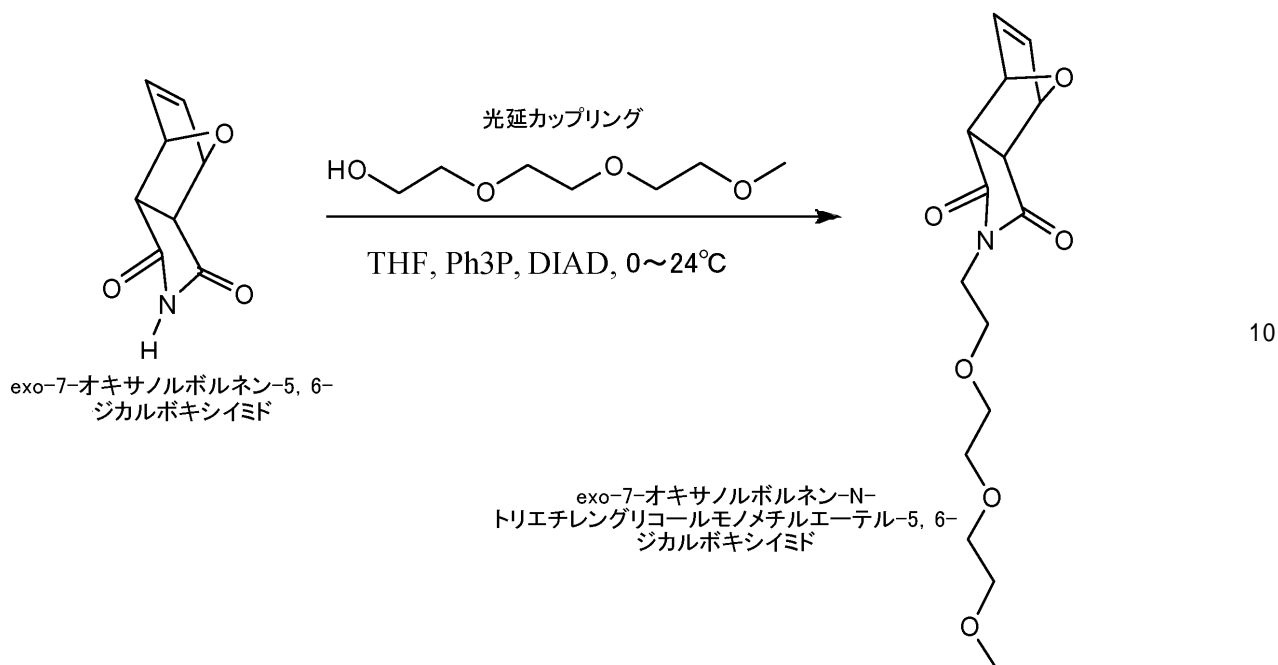 光延カップリング
HO
O
O
O
THF, Ph3P, DIAD, 0～24℃
O
O
O
N
H
exo-7-オキサノルボルネン-5, 6-
ジカルボキシイミド
O
O
O
N
O
O
O
exo-7-オキサノルボルネン-N-
トリエチレングリコールモノメチルエーテル-5, 6-
ジカルボキシイミド
10